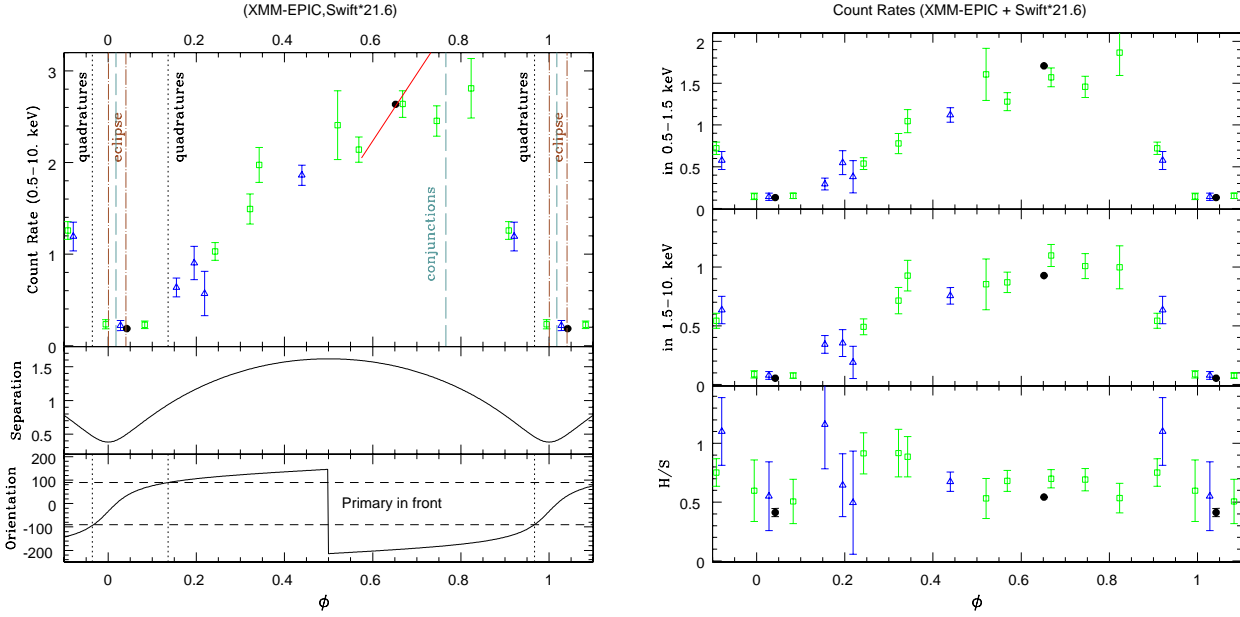 (XMM-EPIC,Swift*21.6)
0 0.2 0.4 0.6 0.8 1
Count Rate (0.5-10. keV)
3
2
1
0
quadratures
eclipse
quadratures
conjunctions
quadratures
eclipse
Separation
1.5
1
0.5
Orientation
200
100
0
-100
-200
Primary in front
0 0.2 0.4 0.6 0.8 1
ϕ
Count Rates (XMM-EPIC + Swift*21.6)
in 0.5-1.5 keV
2
1.5
1
0.5
0
in 1.5-10. keV
1
0.5
0
H/S
1
0.5
0
0 0.2 0.4 0.6 0.8 1
ϕ